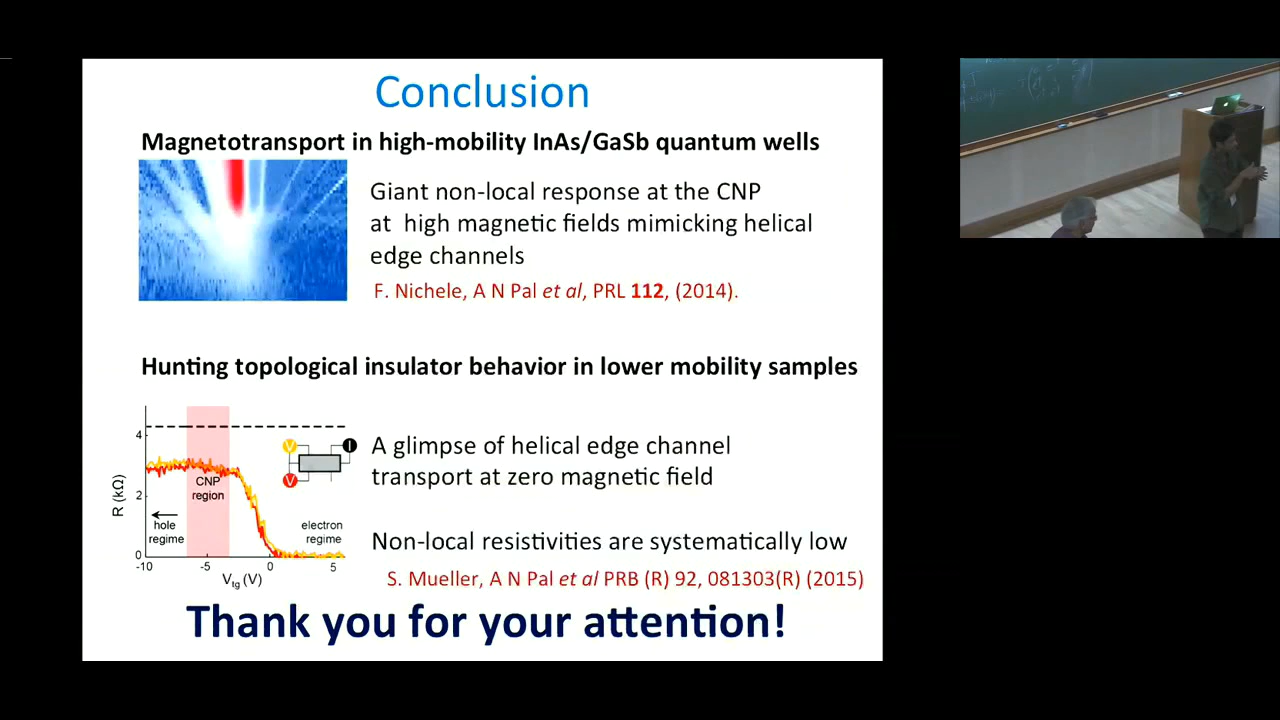 Conclusion
Magnetotransport in high-mobility InAs/GaSb quantum wells
Giant non-local response at the CNP
at high magnetic fields mimicking helical
edge channels
F. Nichele, A N Pal et al, PRL 112, (2014).
Hunting topological insulator behavior in lower mobility samples
A glimpse of helical edge channel
transport at zero magnetic field
Non-local resistivities are systematically low
S. Mueller, A N Pal et al PRB (R) 92, 081303(R) (2015)
R (kΩ)
4
2
0
-10
-5
0
5
Vtg (V)
CNP
region
hole
regime
electron
regime
V
I
V
Thank you for your attention!